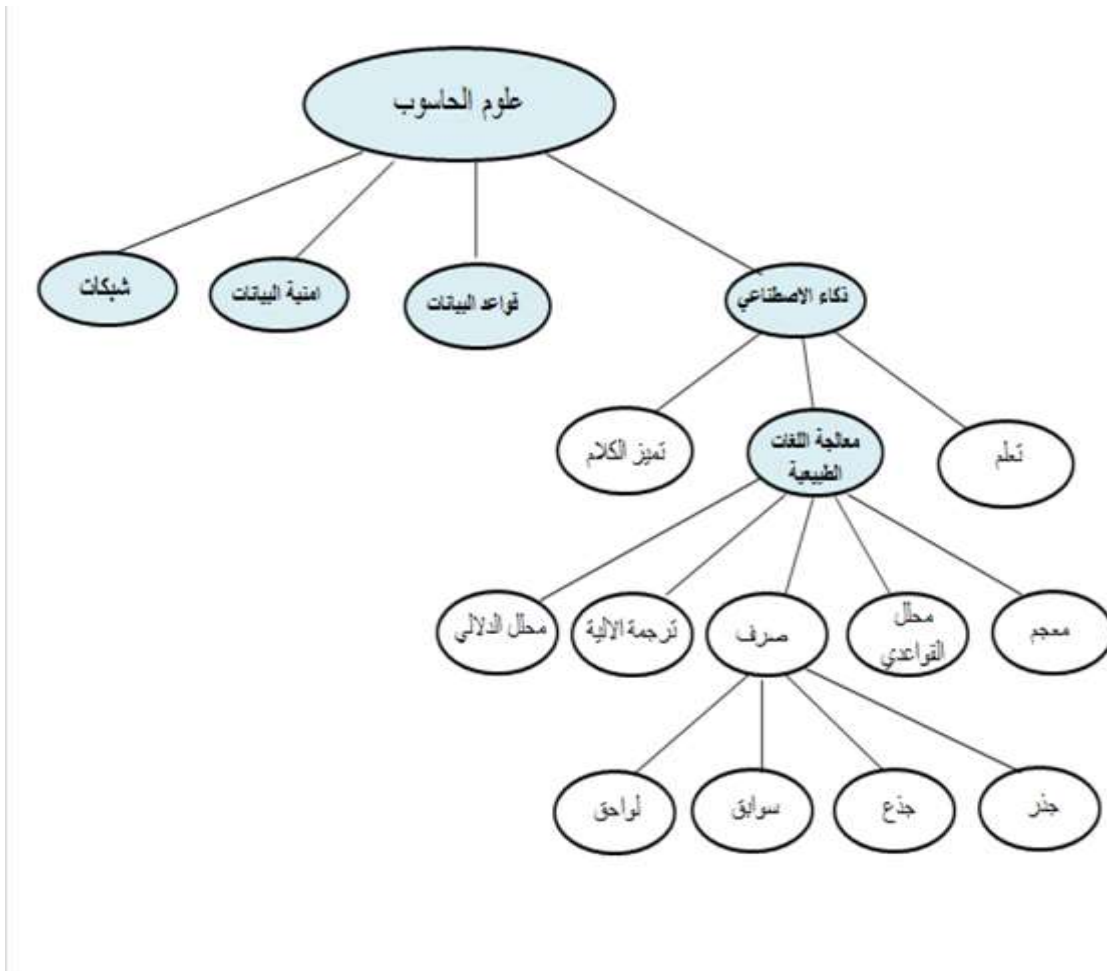 علوم الحاسوب
ذكاء الاصطناعي
قواعد البيانات
امنية البيانات
شبكات
تعلم
معالجة اللغات
الطبيعية
تميز الكلام
معجم
محلل
القواعدي
صرف
ترجمة الالية
محلل الدلالي
جذر
جذع
سوابق
لواحق